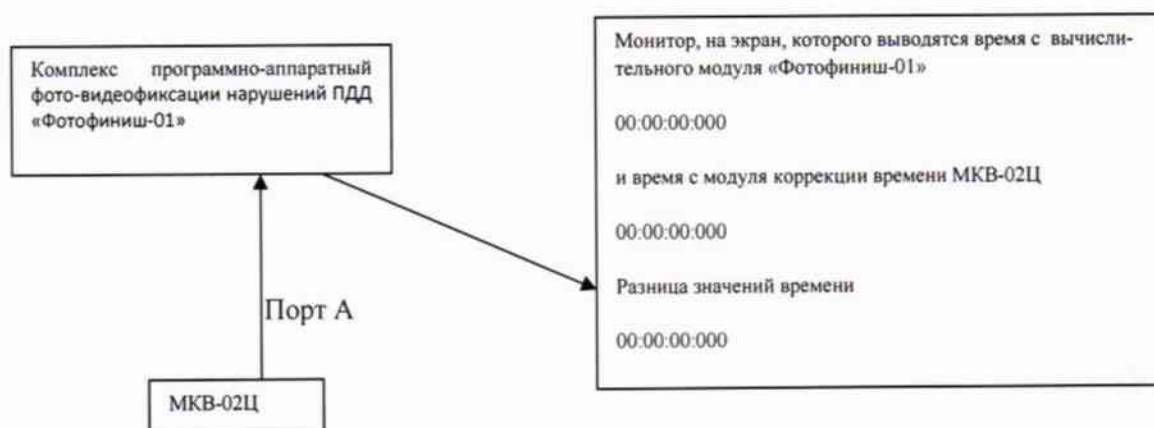 Комплекс программно-аппаратный
фото-видеофиксации нарушений ПДД
«Фотофиниш-01»
Монитор, на экран, которого выводятся время с вычисли-
тельного модуля «Фотофиниш-01»
00:00:00:000
и время с модуля коррекции времени МКВ-02Ц
00:00:00:000
Разница значений времени
00:00:00:000
Порт А
МКВ-02Ц